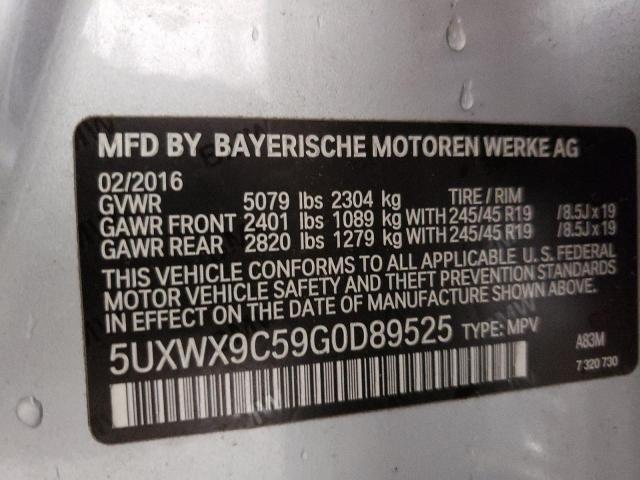 MFD BY BAYERISCHE MOTOREN WERKE AG
02/2016
GVWR 5079 lbs 2304 kg TIRE / RIM
GAWR FRONT 2401 lbs 1089 kg WITH 245/45 R19 /8.5J x 19
GAWR REAR 2820 lbs 1279 kg WITH 245/45 R19 /8.5J x 19
THIS VEHICLE CONFORMS TO ALL APPLICABLE U. S. FEDERAL
MOTOR VEHICLE SAFETY AND THEFT PREVENTION STANDARDS
IN EFFECT ON THE DATE OF MANUFACTURE SHOWN ABOVE.
5UXWX9C59G0D89525 TYPE: MPV
A83M
7 320 730